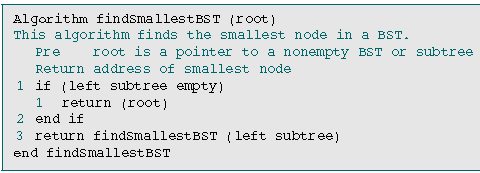 Algorithm findSmallestBST (root)
This algorithm finds the smallest node in a BST.
Pre root is a pointer to a nonempty BST or subtree
Return address of smallest node
1 if (left subtree empty)
1 return (root)
2 end if
3 return findSmallestBST (left subtree)
end findSmallestBST